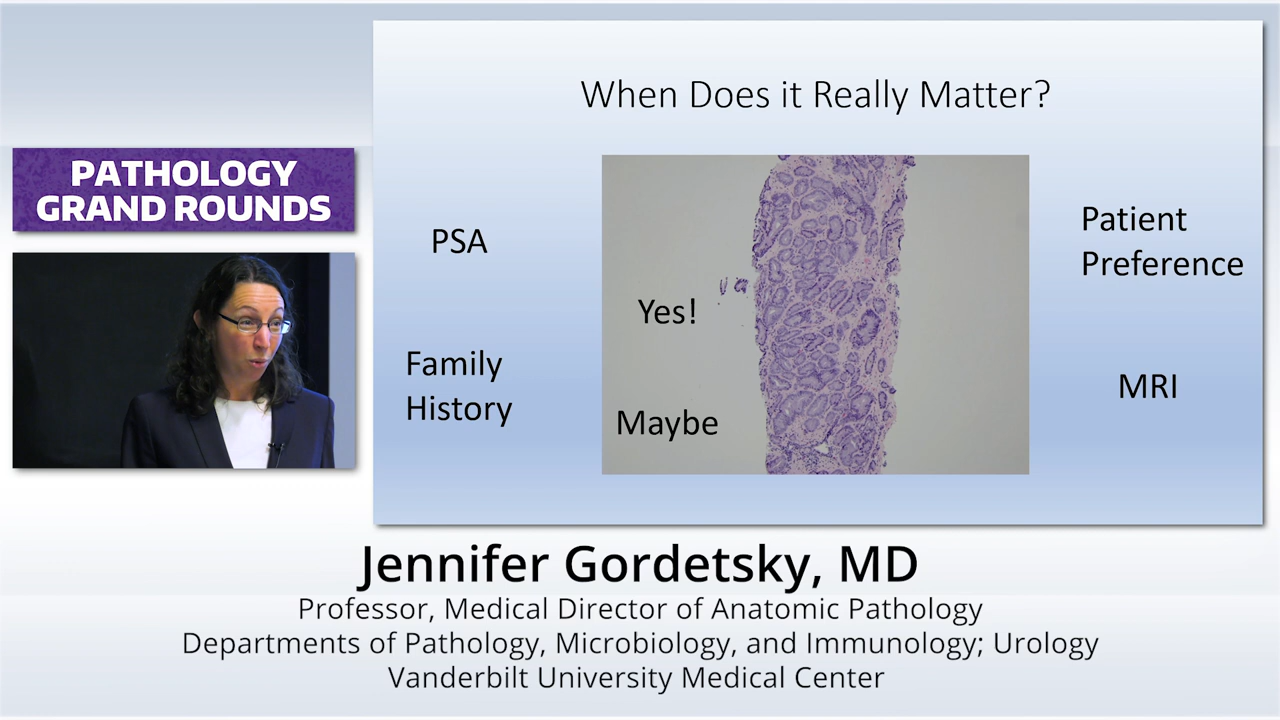 PATHOLOGY
GRAND ROUNDS
When Does it Really Matter?
PSA
Family
History
Yes!
Maybe
Patient
Preference
MRI
Jennifer Gordetsky, MD
Professor, Medical Director of Anatomic Pathology
Departments of Pathology, Microbiology, and Immunology; Urology
Vanderbilt University Medical Center